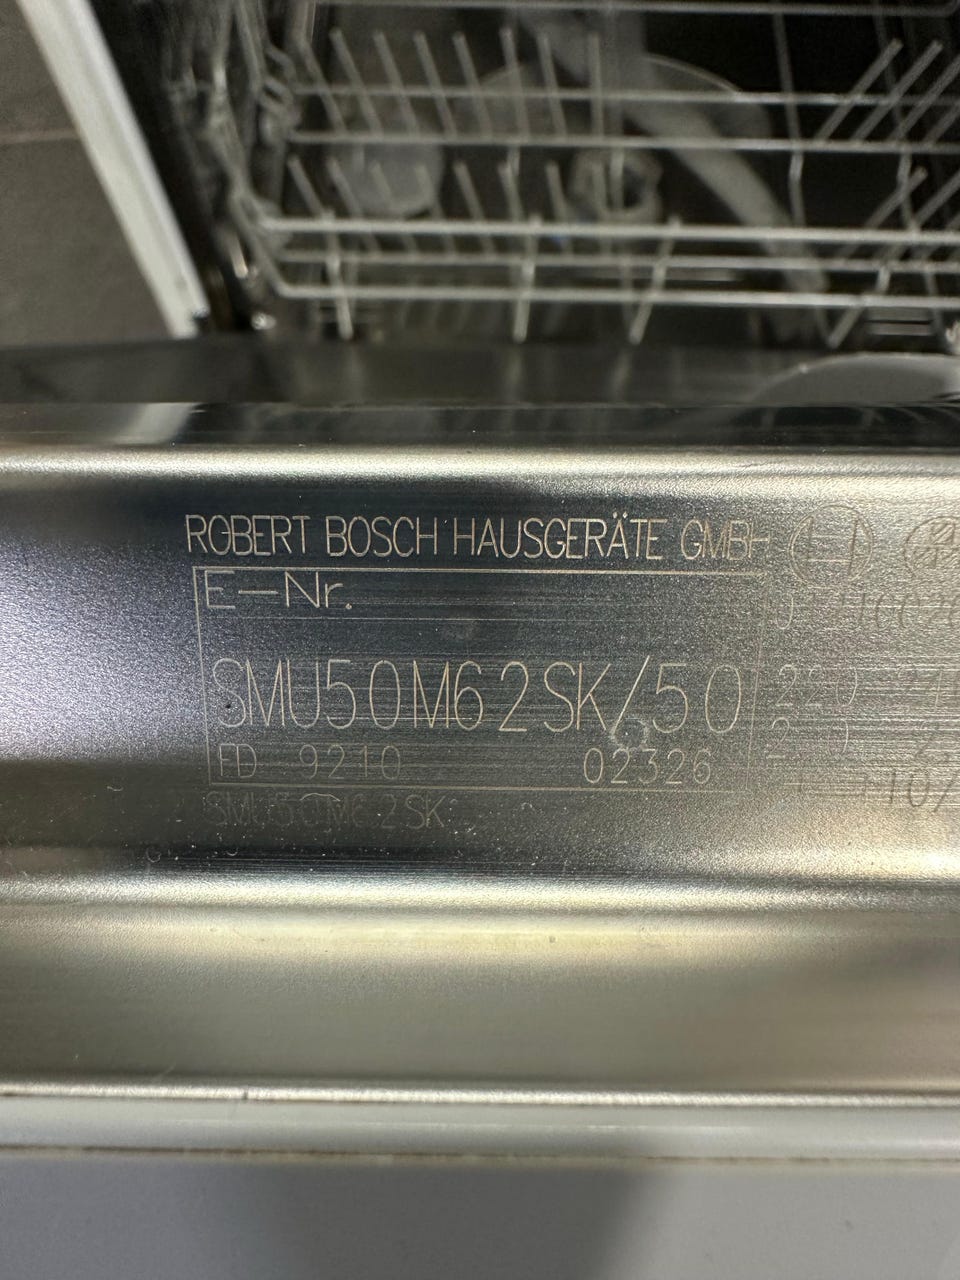 ROBERT BOSCH HAUSGERÄTE GMBH
E-Nr.
SMU50M62SK/50
FD 9210 02326
SMU50M62SK